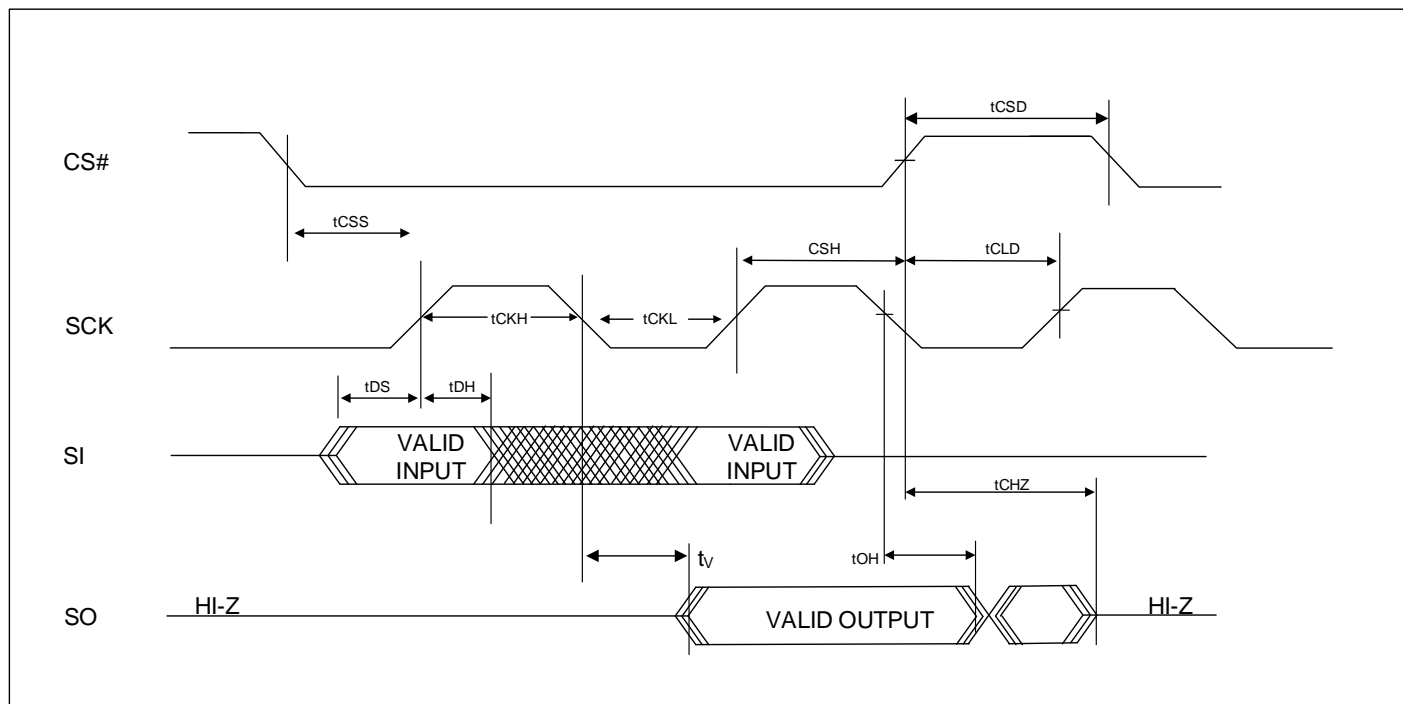 tCSD
CS#
tCSS
CSH
tCLD
SCK
tCKH
tCKL
tDS
tDH
SI
VALID
INPUT
VALID
INPUT
tCHZ
tV
tOH
SO
HI-Z
VALID OUTPUT
HI-Z